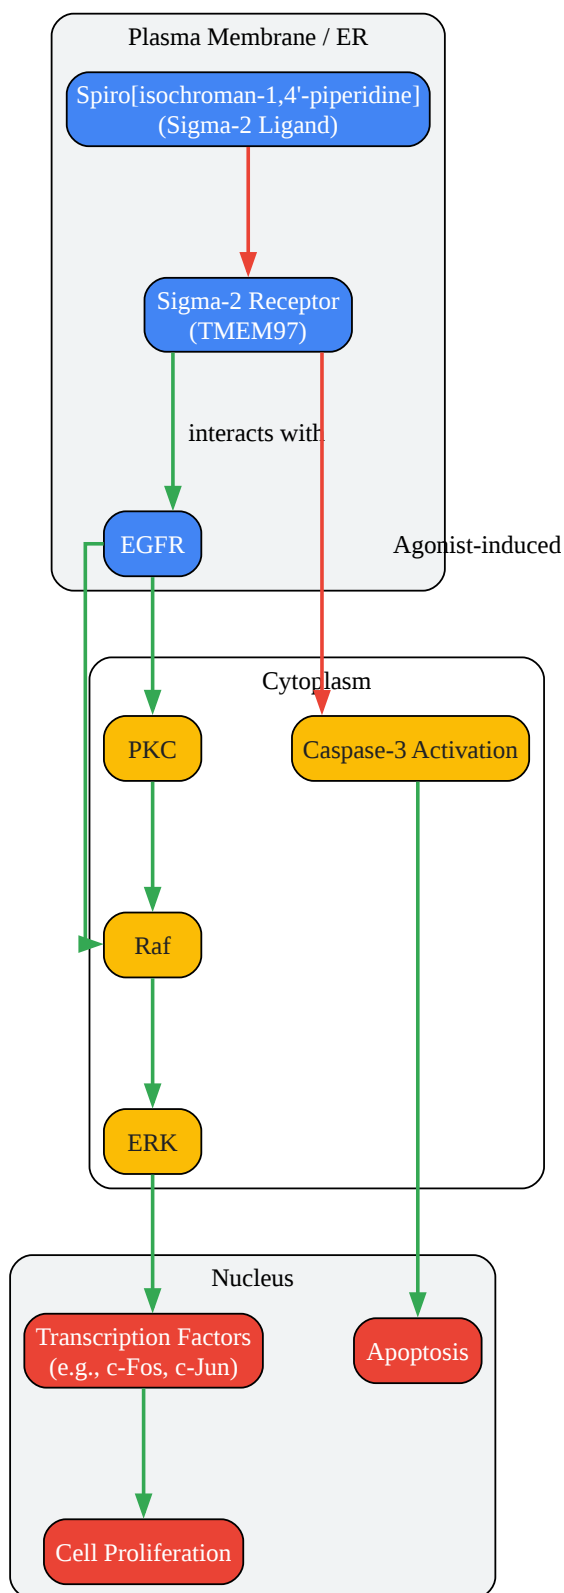 Plasma Membrane / ER
Spiro[isochroman-1,4'-piperidine]
(Sigma-2 Ligand)
Sigma-2 Receptor
(TMEM97)
interacts with
EGFR
Agonist-induced
Cytoplasm
PKC
Caspase-3 Activation
Raf
ERK
Nucleus
Transcription Factors
(e.g., c-Fos, c-Jun)
Apoptosis
Cell Proliferation